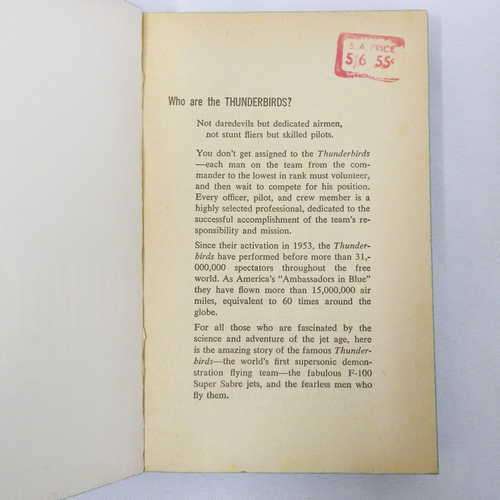 S.A. PRICE
5/6 55c
Who are the THUNDERBIRDS?
Not daredevils but dedicated airmen,
not stunt fliers but skilled pilots.
You don't get assigned to the Thunderbirds
—each man on the team from the com-
mander to the lowest in rank must volunteer,
and then wait to compete for his position.
Every officer, pilot, and crew member is a
highly selected professional, dedicated to the
successful accomplishment of the team's re-
sponsibility and mission.
Since their activation in 1953, the Thunder-
birds have performed before more than 31,-
000,000 spectators throughout the free
world. As America's "Ambassadors in Blue"
they have flown more than 15,000,000 air
miles, equivalent to 60 times around the
globe.
For all those who are fascinated by the
science and adventure of the jet age, here
is the amazing story of the famous Thunder-
birds—the world's first supersonic demon-
stration flying team—the fabulous F-100
Super Sabre jets, and the fearless men who
fly them.